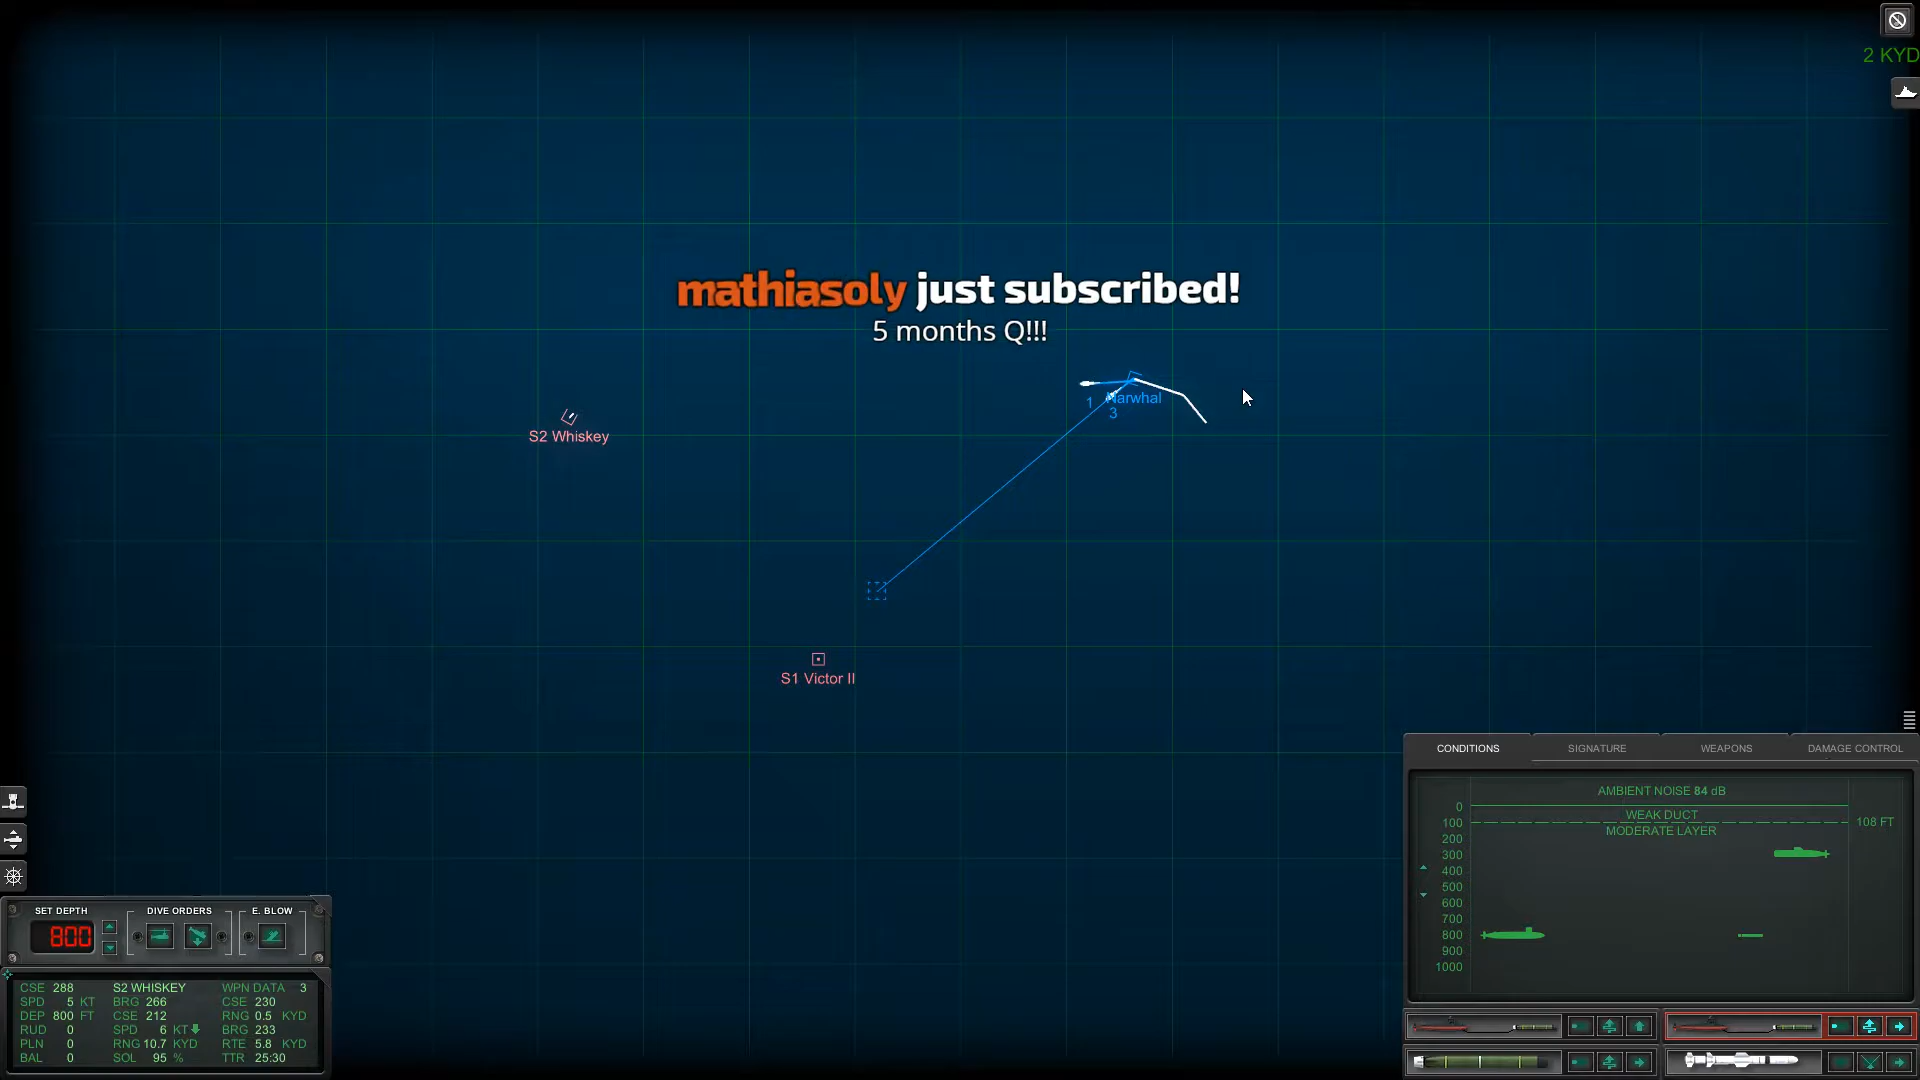 2 KYD
mathiasoly just subscribed!
5 months Q!!!
1 Narwhal
3
S2 Whiskey
S1 Victor II
CONDITIONS SIGNATURE WEAPONS DAMAGE CONTROL
AMBIENT NOISE 84 dB
0
WEAK DUCT
100 108 FT
MODERATE LAYER
200
300
400
500
600
700
800
900
1000
SET DEPTH DIVE ORDERS E. BLOW
800
CSE 288 S2 WHISKEY WPN DATA 3
SPD 5 KT BRG 266 CSE 230
DEP 800 FT CSE 212 RNG 0.5 KYD
RUD 0 SPD 6 KT BRG 233
PLN 0 RNG 10.7 KYD RTE 5.8 KYD
BAL 0 SOL 95 % TTR 25:30